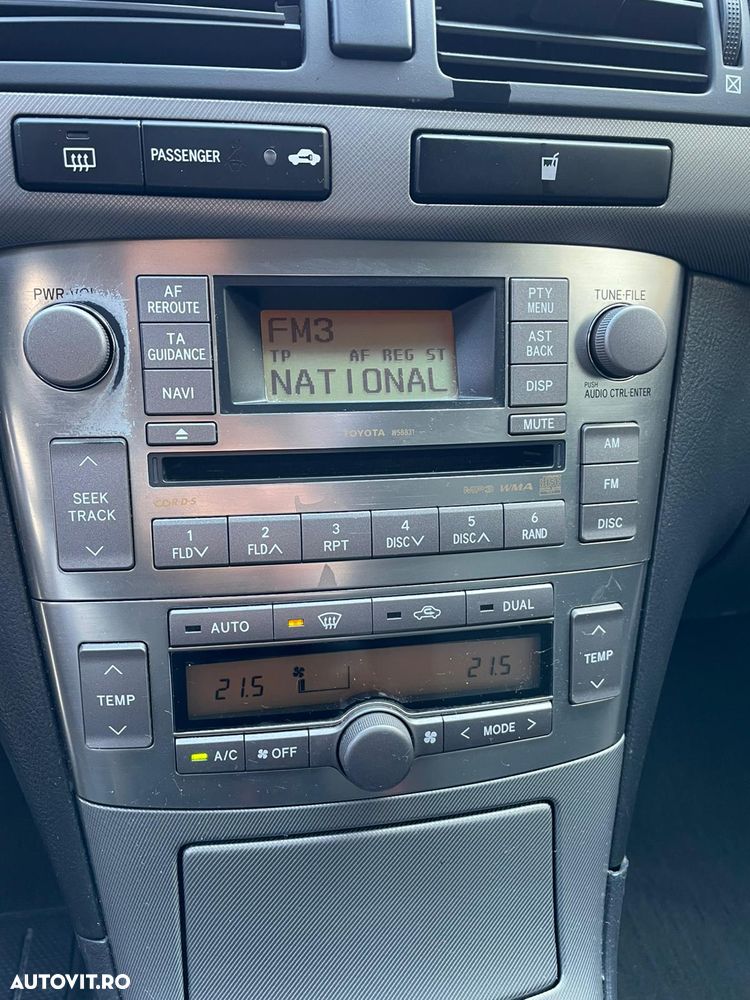 PASSENGER
PWR·VOL
AF REROUTE
TA GUIDANCE
NAVI
FM3
TP AF REG ST
NATIONAL
PTY MENU
AST BACK
DISP
MUTE
TUNE·FILE
PUSH
AUDIO CTRL·ENTER
TOYOTA W58831
SEEK TRACK
CD·R·D·S
MP3 WMA
AM
FM
DISC
1 FLD
2 FLD
3 RPT
4 DISC
5 DISC
6 RAND
AUTO
DUAL
TEMP
21.5
21.5
TEMP
A/C
OFF
< MODE >
AUTOVIT.RO